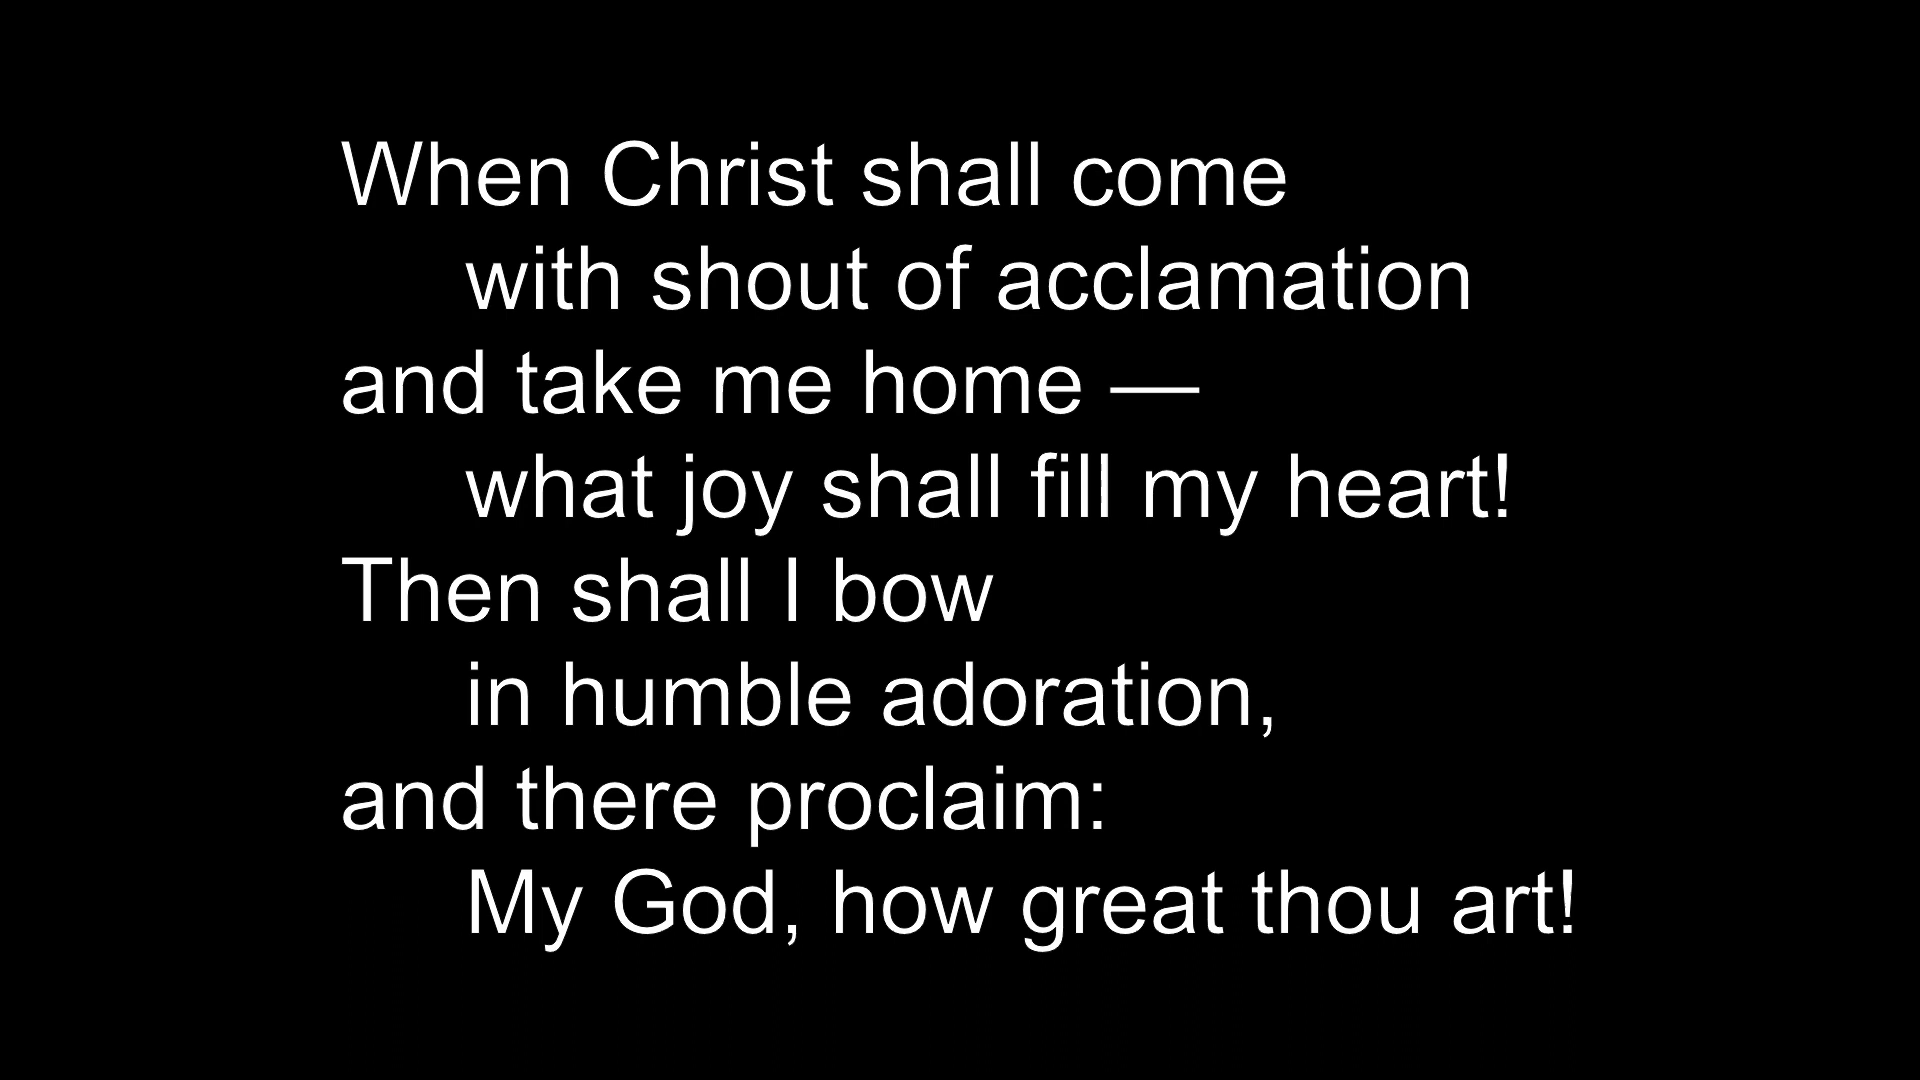 When Christ shall come
with shout of acclamation
and take me home —
what joy shall fill my heart!
Then shall I bow
in humble adoration,
and there proclaim:
My God, how great thou art!